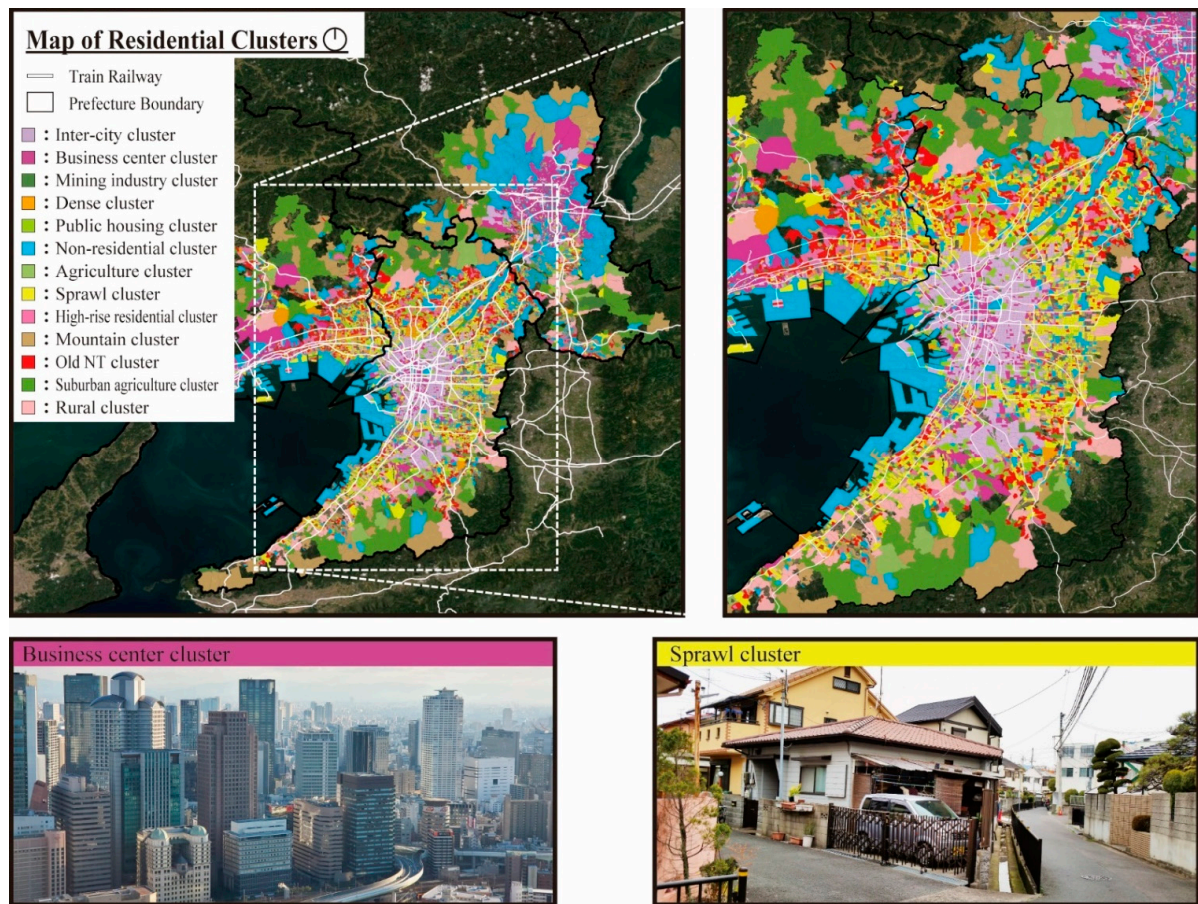 Map of Residential Clusters
Train Railway
Prefecture Boundary
: Inter-city cluster
: Business center cluster
: Mining industry cluster
: Dense cluster
: Public housing cluster
: Non-residential cluster
: Agriculture cluster
: Sprawl cluster
: High-rise residential cluster
: Mountain cluster
: Old NT cluster
: Suburban agriculture cluster
: Rural cluster
Business center cluster
Sprawl cluster